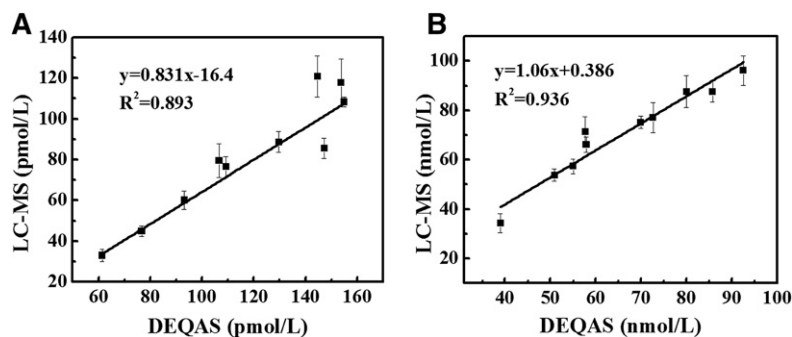 A
y=0.831x-16.4
R²=0.893
LC-MS (pmol/L)
140
120
100
80
60
40
20
60 80 100 120 140 160
DEQAS (pmol/L)
B
y=1.06x+0.386
R²=0.936
LC-MS (nmol/L)
100
80
60
40
20
40 50 60 70 80 90 100
DEQAS (nmol/L)